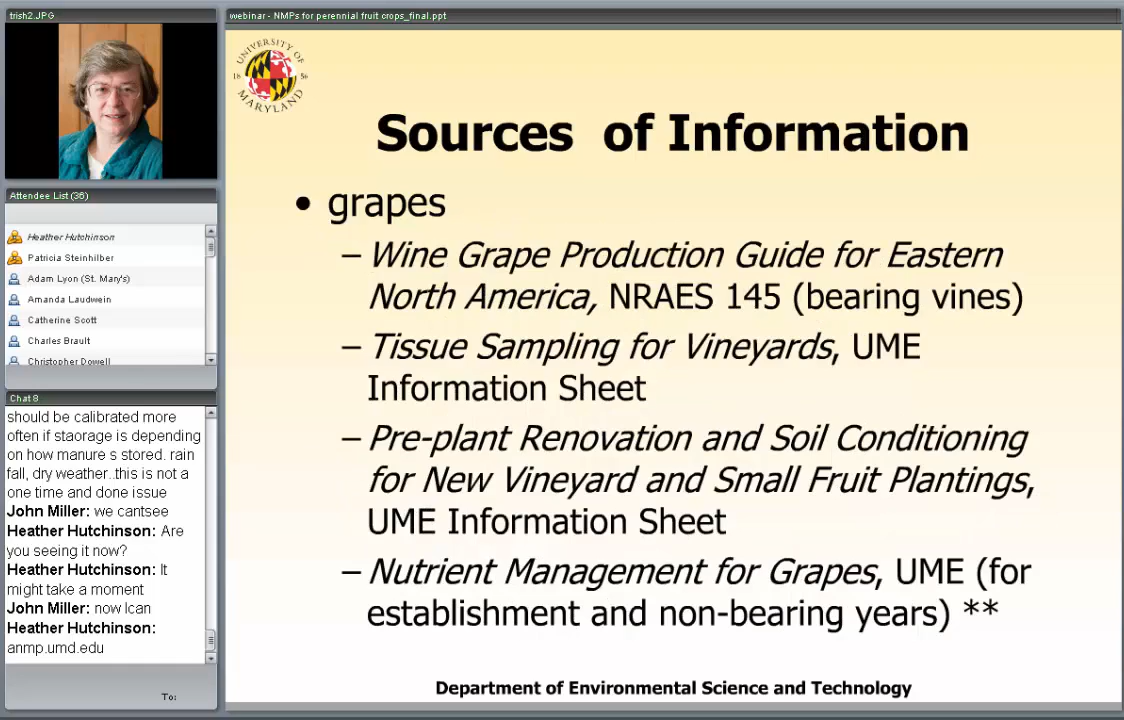 trish2.JPG
Attendee List (36)
Heather Hutchinson
Patricia Steinhilber
Adam Lyon (St. Mary's)
Amanda Laudwein
Catherine Scott
Charles Brault
Christopher Dowell
Chat 8
should be calibrated more
often if staorage is depending
on how manure s stored. rain
fall, dry weather..this is not a
one time and done issue
John Miller: we cantsee
Heather Hutchinson: Are
you seeing it now?
Heather Hutchinson: It
might take a moment
John Miller: now Ican
Heather Hutchinson:
anmp.umd.edu
To:
webinar - NMPs for perennial fruit crops_final.ppt
UNIVERSITY OF
18 56
MARYLAND
Sources of Information
• grapes
– Wine Grape Production Guide for Eastern
North America, NRAES 145 (bearing vines)
– Tissue Sampling for Vineyards, UME
Information Sheet
– Pre-plant Renovation and Soil Conditioning
for New Vineyard and Small Fruit Plantings,
UME Information Sheet
– Nutrient Management for Grapes, UME (for
establishment and non-bearing years) **
Department of Environmental Science and Technology